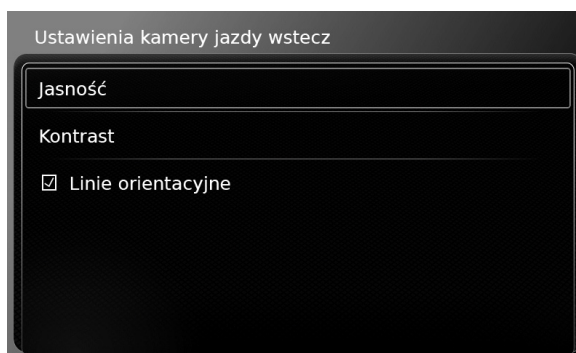 Ustawienia kamery jazdy wstecz
Jasność
Kontrast
Linie orientacyjne